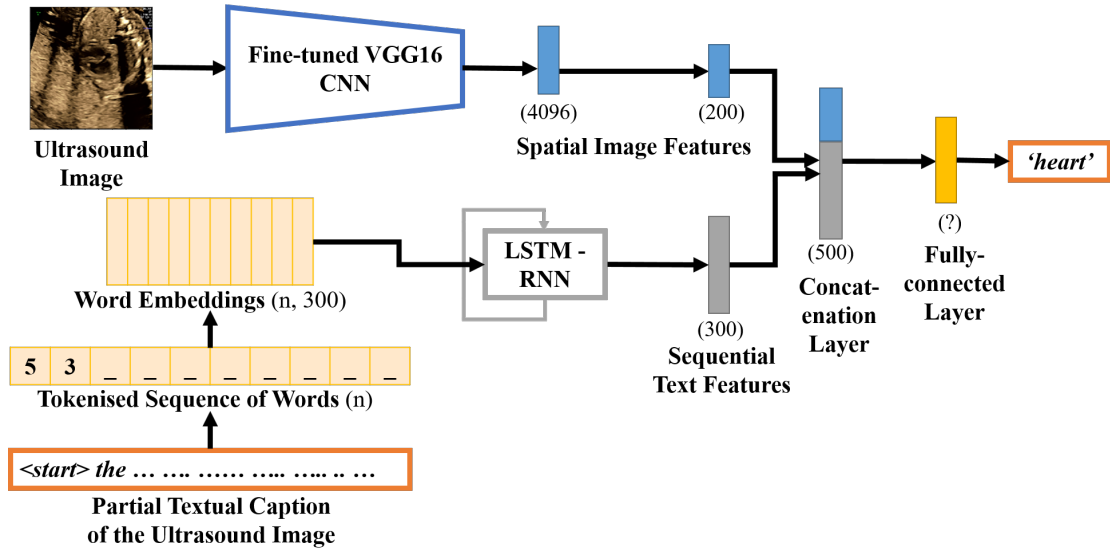 Fine-tuned VGG16
CNN
(4096)
(200)
Ultrasound
Image
Spatial Image Features
‘heart’
LSTM -
RNN
(?)
(500)
Fully-
connected
Layer
Word Embeddings (n, 300)
Concat-
enation
Layer
(300)
Sequential
Text Features
5 3 _ _ _ _ _ _ _ _
Tokenised Sequence of Words (n)
<start> the ... .... ...... ..... ..... .. ...
Partial Textual Caption
of the Ultrasound Image